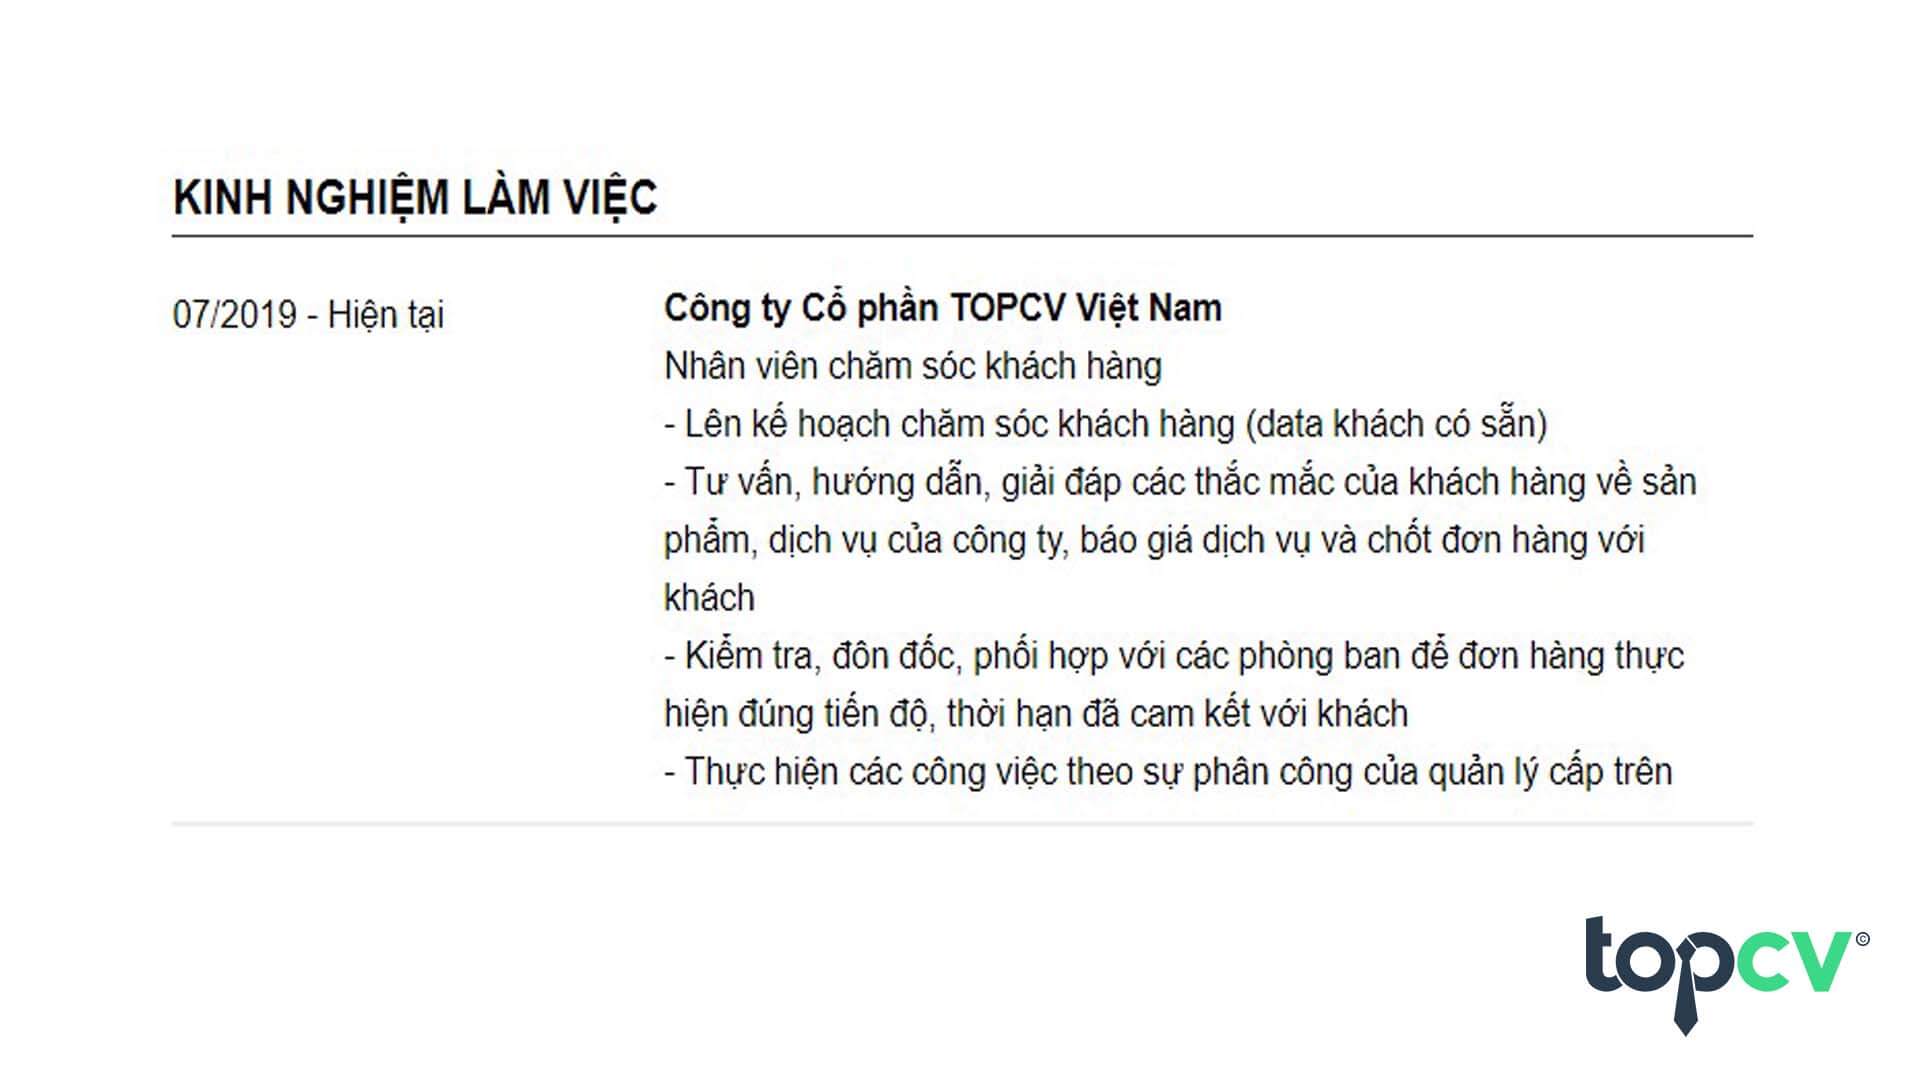 KINH NGHIỆM LÀM VIỆC
07/2019 - Hiện tại
Công ty Cổ phần TOPCV Việt Nam
Nhân viên chăm sóc khách hàng
- Lên kế hoạch chăm sóc khách hàng (data khách có sẵn)
- Tư vấn, hướng dẫn, giải đáp các thắc mắc của khách hàng về sản
phẩm, dịch vụ của công ty, báo giá dịch vụ và chốt đơn hàng với
khách
- Kiểm tra, đôn đốc, phối hợp với các phòng ban để đơn hàng thực
hiện đúng tiến độ, thời hạn đã cam kết với khách
- Thực hiện các công việc theo sự phân công của quản lý cấp trên
topcv©